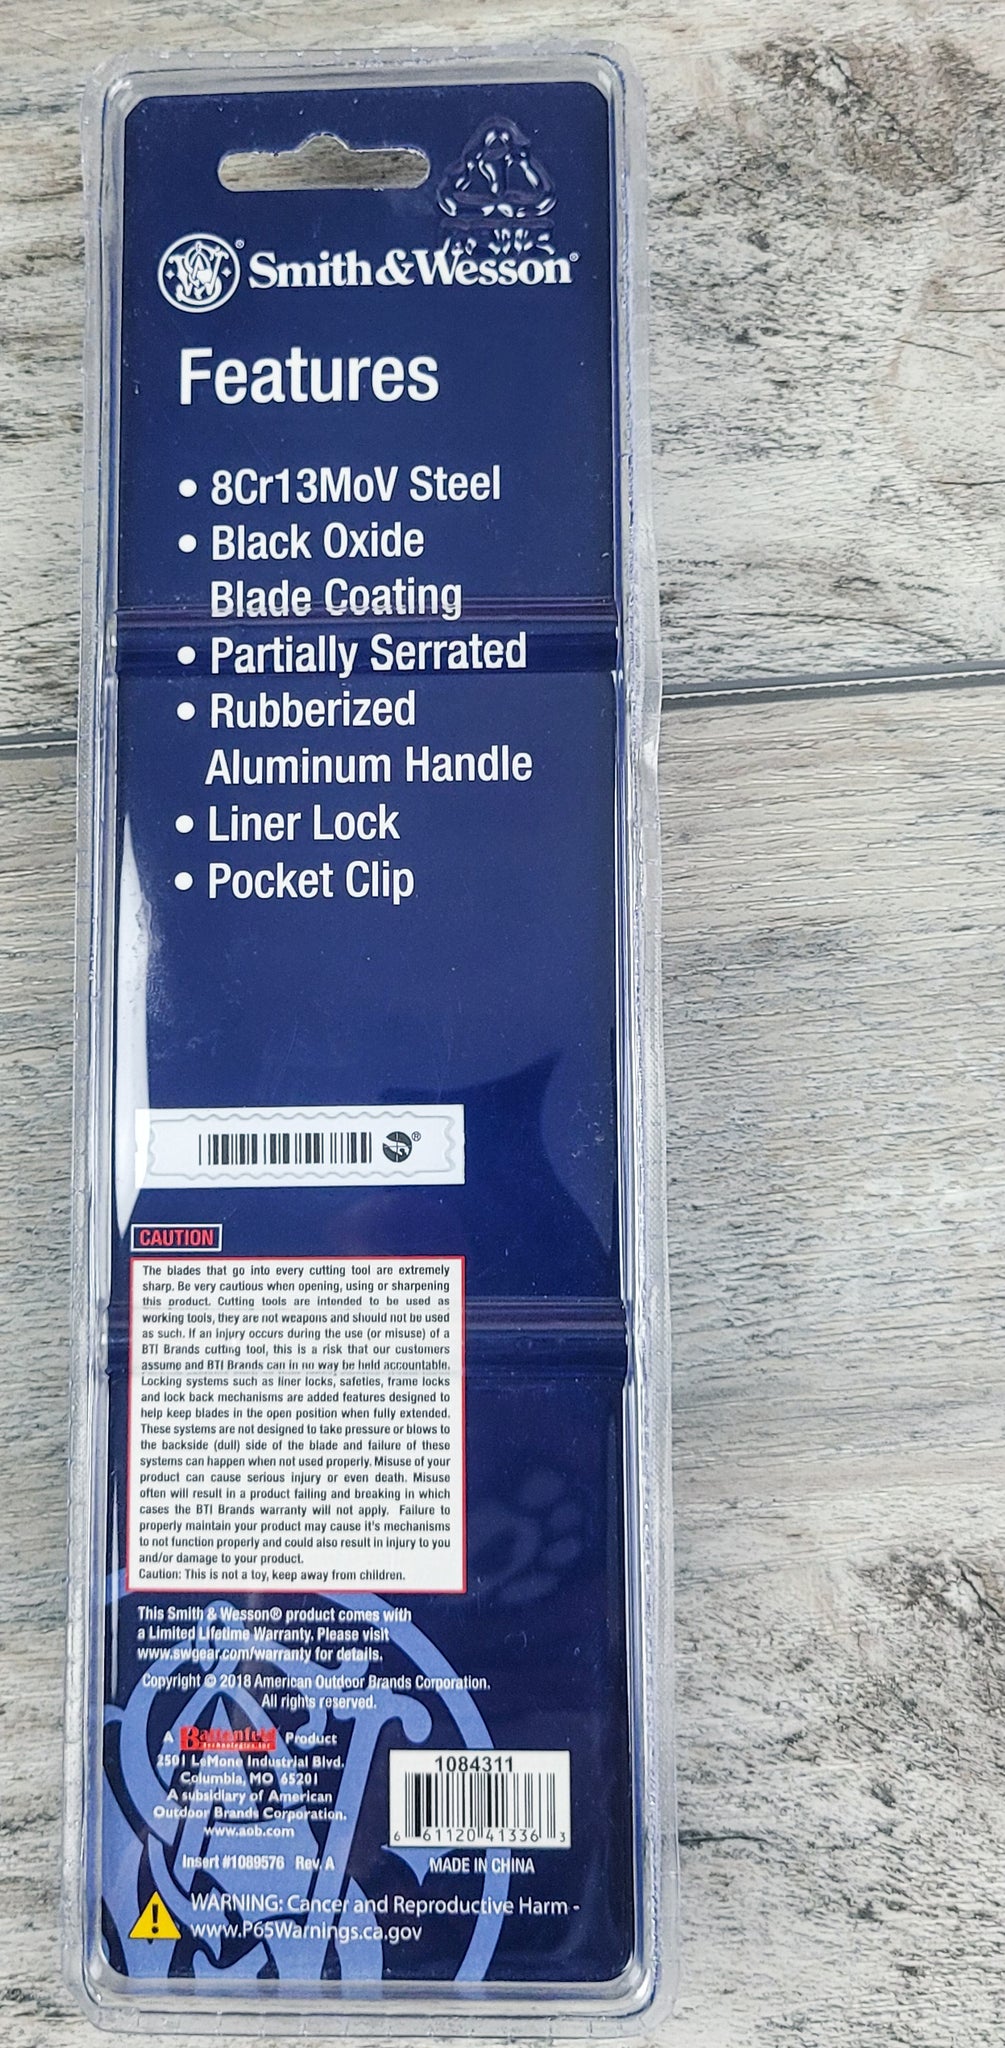 Smith&Wesson®
Features
• 8Cr13MoV Steel
• Black Oxide
Blade Coating
• Partially Serrated
• Rubberized
Aluminum Handle
• Liner Lock
• Pocket Clip
®
CAUTION
The blades that go into every cutting tool are extremely
sharp. Be very cautious when opening, using or sharpening
this product. Cutting tools are intended to be used as
working tools, they are not weapons and should not be used
as such. If an injury occurs during the use (or misuse) of a
BTI Brands cutting tool, this is a risk that our customers
assume and BTI Brands can in no way be held accountable.
Locking systems such as liner locks, safeties, frame locks
and lock back mechanisms are added features designed to
help keep blades in the open position when fully extended.
These systems are not designed to take pressure or blows to
the backside (dull) side of the blade and failure of these
systems can happen when not used properly. Misuse of your
product can cause serious injury or even death. Misuse
often will result in a product failing and breaking in which
cases the BTI Brands warranty will not apply. Failure to
properly maintain your product may cause it's mechanisms
to not function properly and could also result in injury to you
and/or damage to your product.
Caution: This is not a toy, keep away from children.
This Smith & Wesson® product comes with
a Limited Lifetime Warranty. Please visit
www.swgear.com/warranty for details.
Copyright © 2018 American Outdoor Brands Corporation.
All rights reserved.
A Battenfeld Technologies, Inc. Product
2501 LeMone Industrial Blvd.
Columbia, MO 65201
A subsidiary of American
Outdoor Brands Corporation.
www.aob.com
Insert #1089576 Rev. A
1084311
6 61120 41336 3
MADE IN CHINA
WARNING: Cancer and Reproductive Harm -
www.P65Warnings.ca.gov